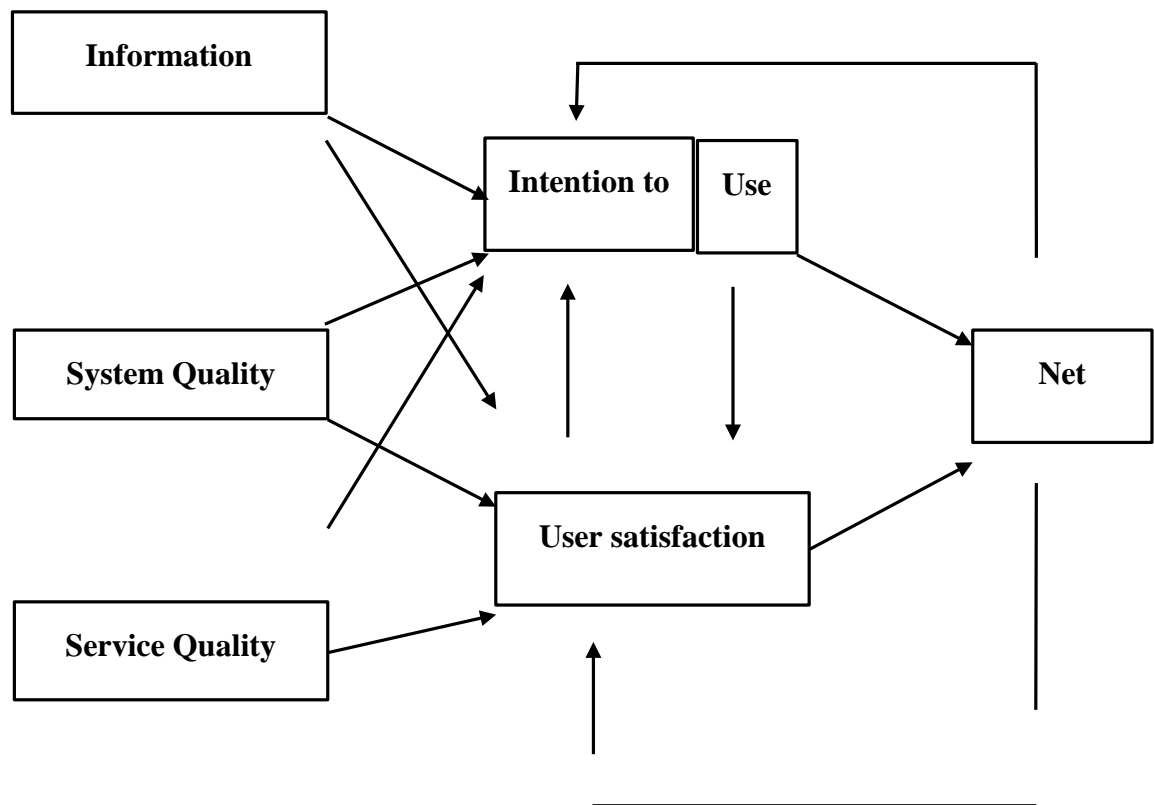 Information
Intention to
Use
System Quality
Net
User satisfaction
Service Quality